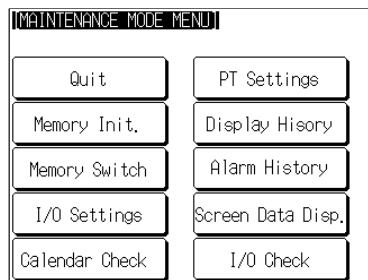 [MAINTENANCE MODE MENU]
Quit
PT Settings
Memory Init.
Display Hisory
Memory Switch
Alarm History
I/O Settings
Screen Data Disp.
Calendar Check
I/O Check